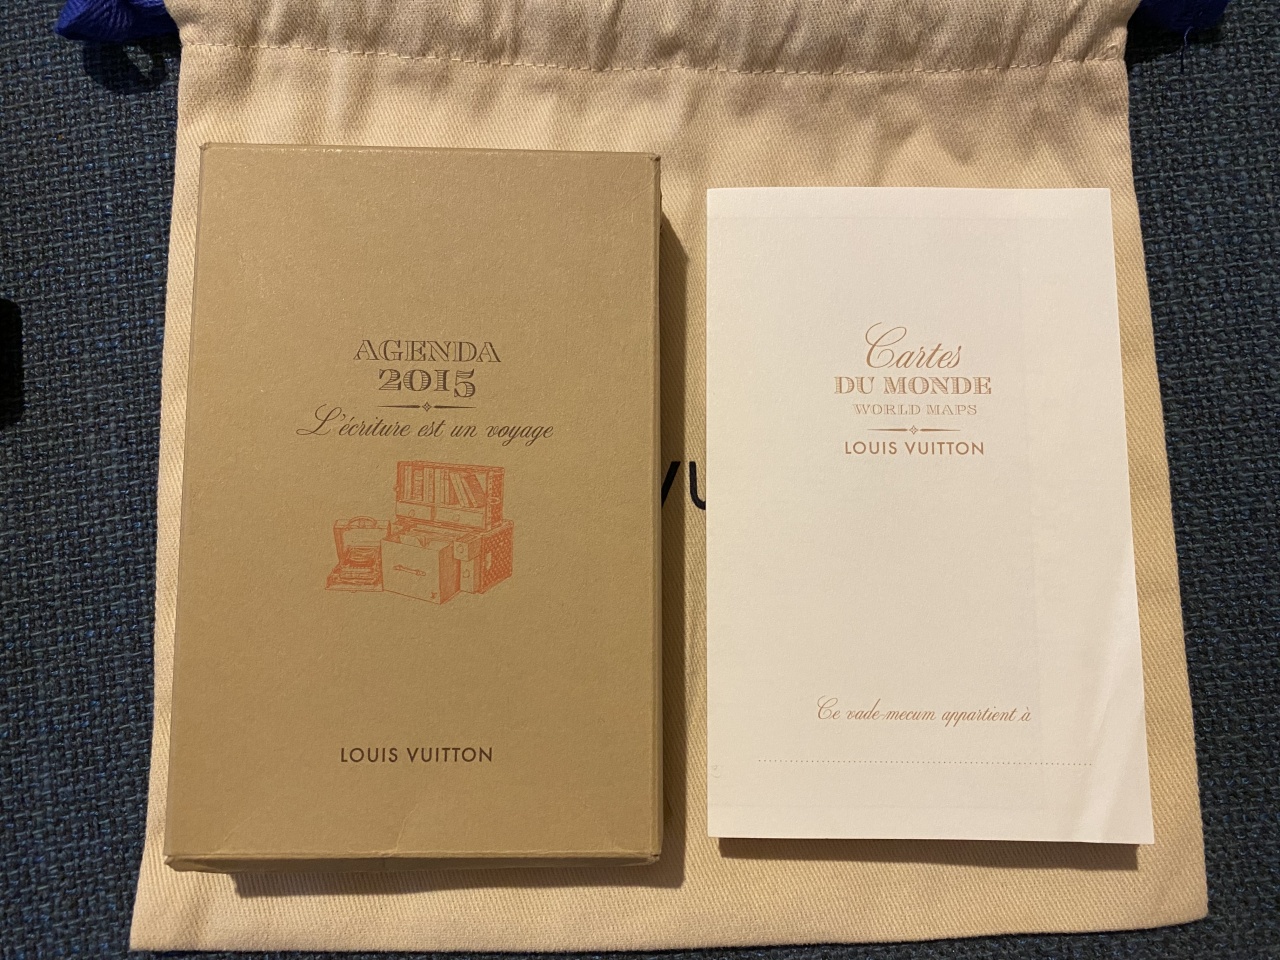 AGENDA
2015
L'écriture est un voyage
LOUIS VUITTON
Cartes
DU MONDE
WORLD MAPS
LOUIS VUITTON
Ce vade-mecum appartient à
VU